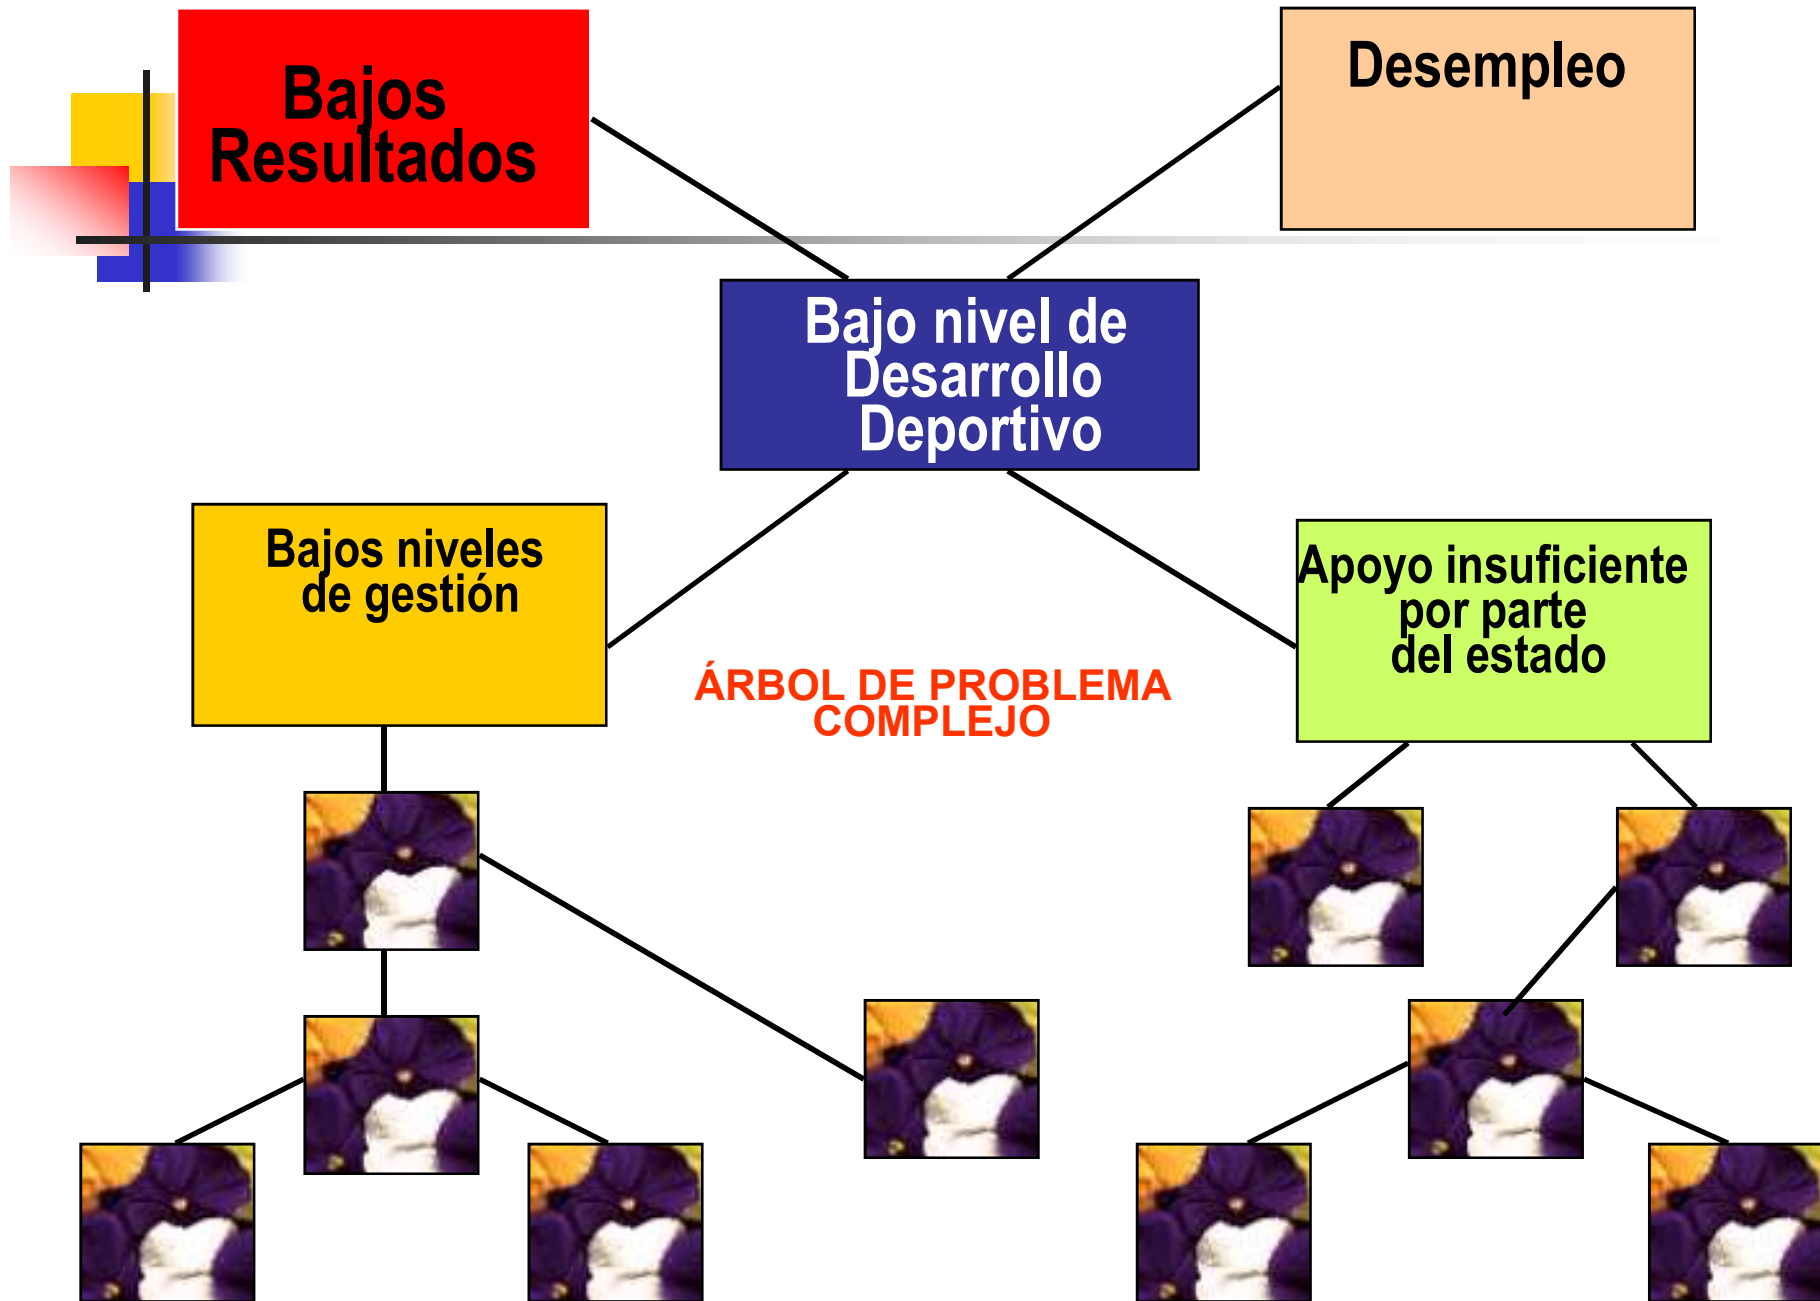 Bajos
Resultados
Desempleo
Bajo nivel de
Desarrollo
Deportivo
Bajos niveles
de gestión
Apoyo insuficiente
por parte
del estado
ÁRBOL DE PROBLEMA
COMPLEJO